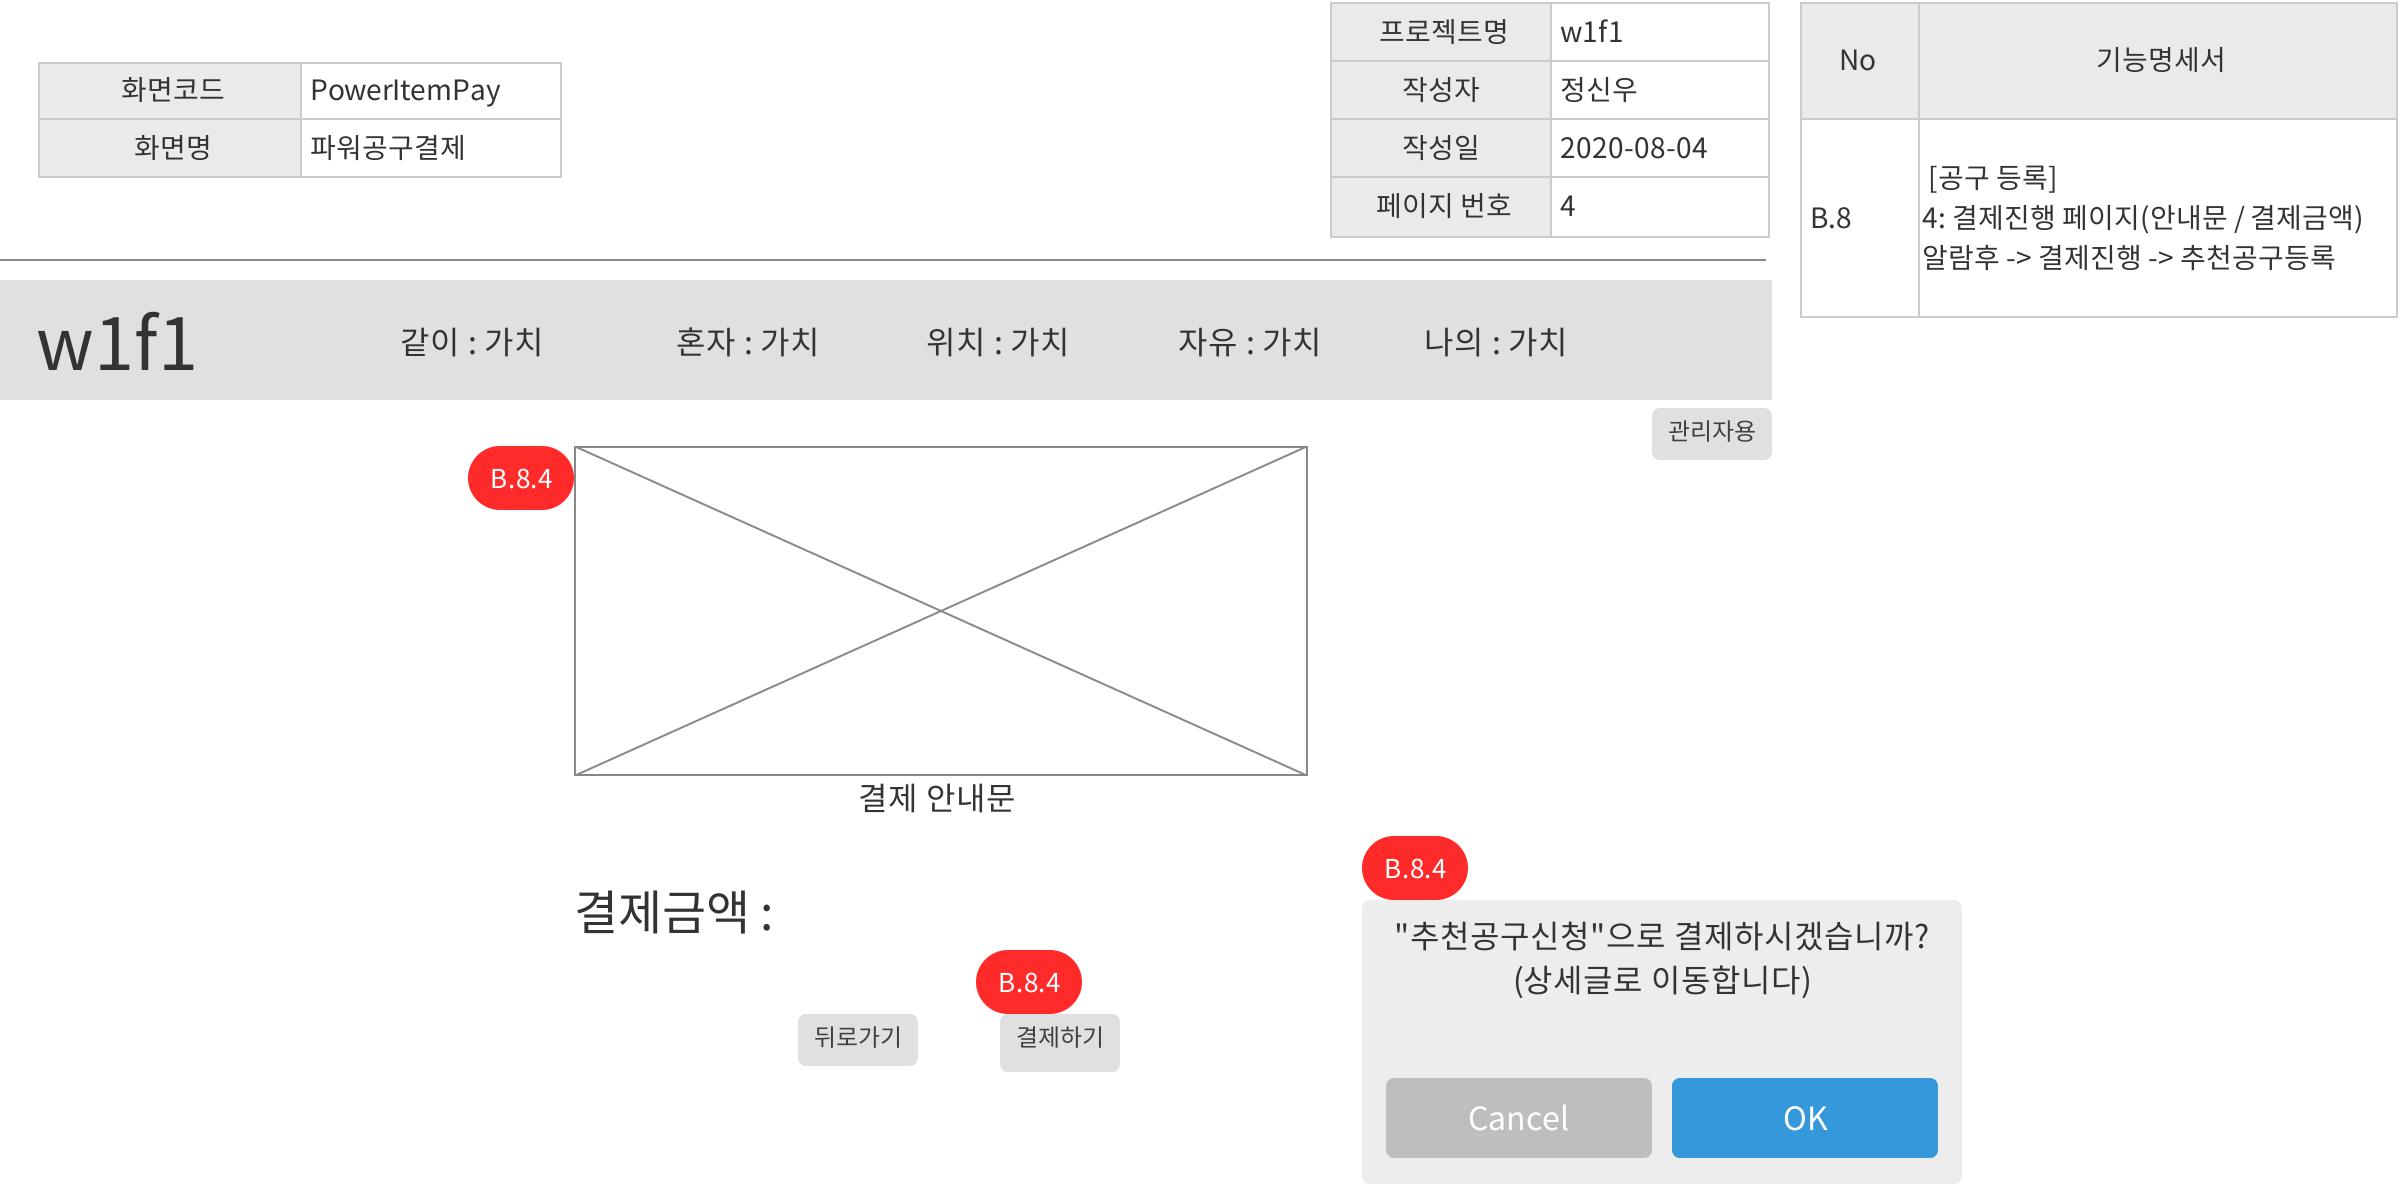 화면코드 PowerItemPay
화면명 파워공구결제
프로젝트명 w1f1
작성자 정신우
작성일 2020-08-04
페이지 번호 4
No 기능명세서
B.8 [공구 등록]
4: 결제진행 페이지(안내문 / 결제금액)
알람후 -> 결제진행 -> 추천공구등록
w1f1 같이 : 가치 혼자 : 가치 위치 : 가치 자유 : 가치 나의 : 가치
관리자용
B.8.4
결제 안내문
결제금액 :
B.8.4
뒤로가기 결제하기
B.8.4
"추천공구신청"으로 결제하시겠습니까?
(상세글로 이동합니다)
Cancel OK